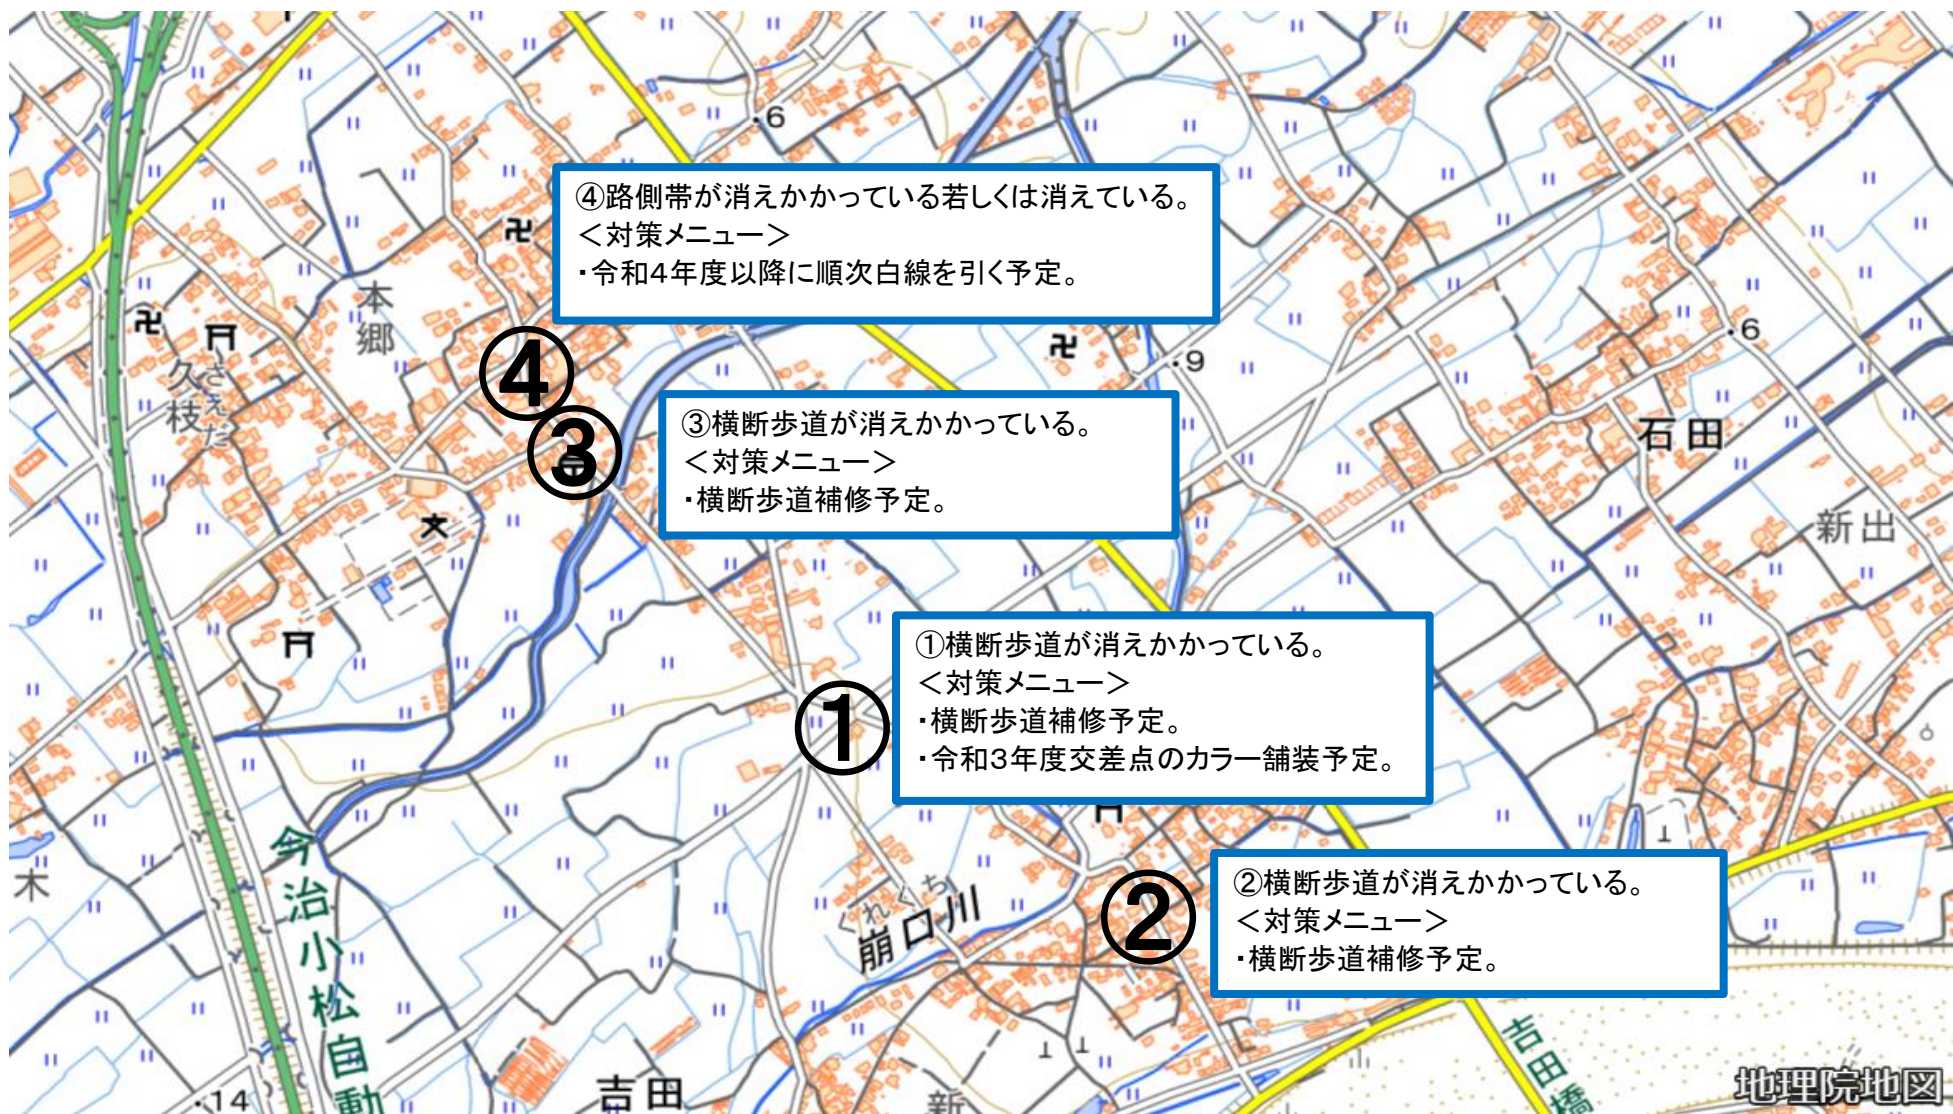 ・6
④路側帯が消えかかっている若しくは消えている。
＜対策メニュー＞
・令和4年度以降に順次白線を引く予定。
本郷
久枝
さえだ
④
・9
・6
③
③横断歩道が消えかかっている。
＜対策メニュー＞
・横断歩道補修予定。
石田
新出
①横断歩道が消えかかっている。
＜対策メニュー＞
・横断歩道補修予定。
・令和3年度交差点のカラー舗装予定。
①
木
今治小松自動
崩口川
くれくち
②
②横断歩道が消えかかっている。
＜対策メニュー＞
・横断歩道補修予定。
吉田橋
・14
吉田
新
地理院地図